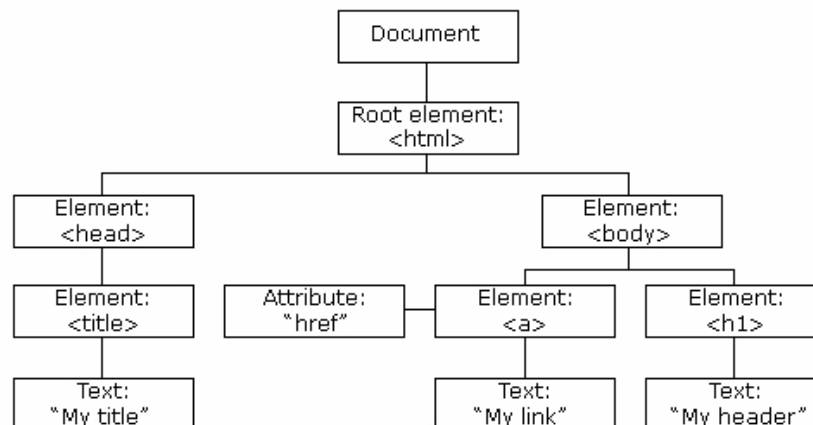 Document
Root element:
<html>
Element:
<head>
Element:
<body>
Element:
<title>
Attribute:
“href”
Element:
<a>
Element:
<h1>
Text:
“My title”
Text:
“My link”
Text:
“My header”